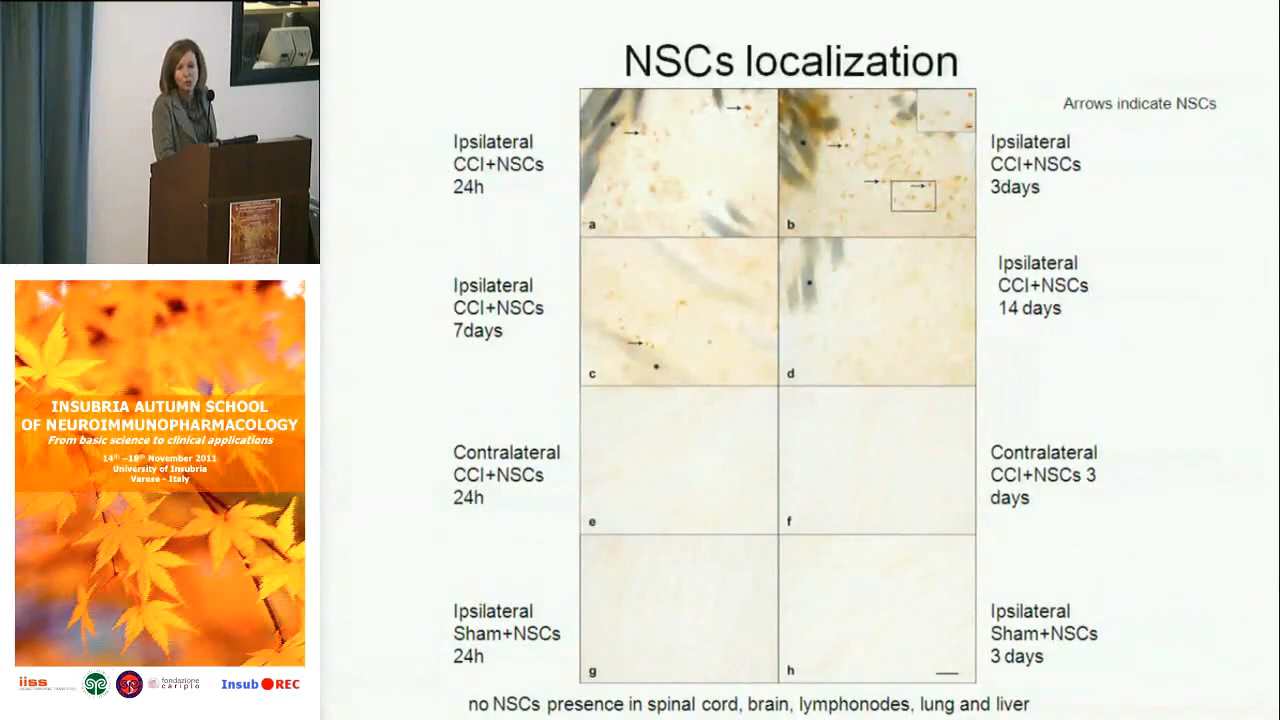 NSCs localization
Arrows indicate NSCs
Ipsilateral
CCI+NSCs
24h
a
b
Ipsilateral
CCI+NSCs
3days
Ipsilateral
CCI+NSCs
7days
c
d
Ipsilateral
CCI+NSCs
14 days
Contralateral
CCI+NSCs
24h
e
f
Contralateral
CCI+NSCs 3
days
Ipsilateral
Sham+NSCs
24h
g
h
Ipsilateral
Sham+NSCs
3 days
no NSCs presence in spinal cord, brain, lymphonodes, lung and liver
INSUBRIA AUTUMN SCHOOL
OF NEUROIMMUNOPHARMACOLOGY
From basic science to clinical applications
14th –18th November 2011
University of Insubria
Varese - Italy
iiss
fondazione
cariplo
InsubREC